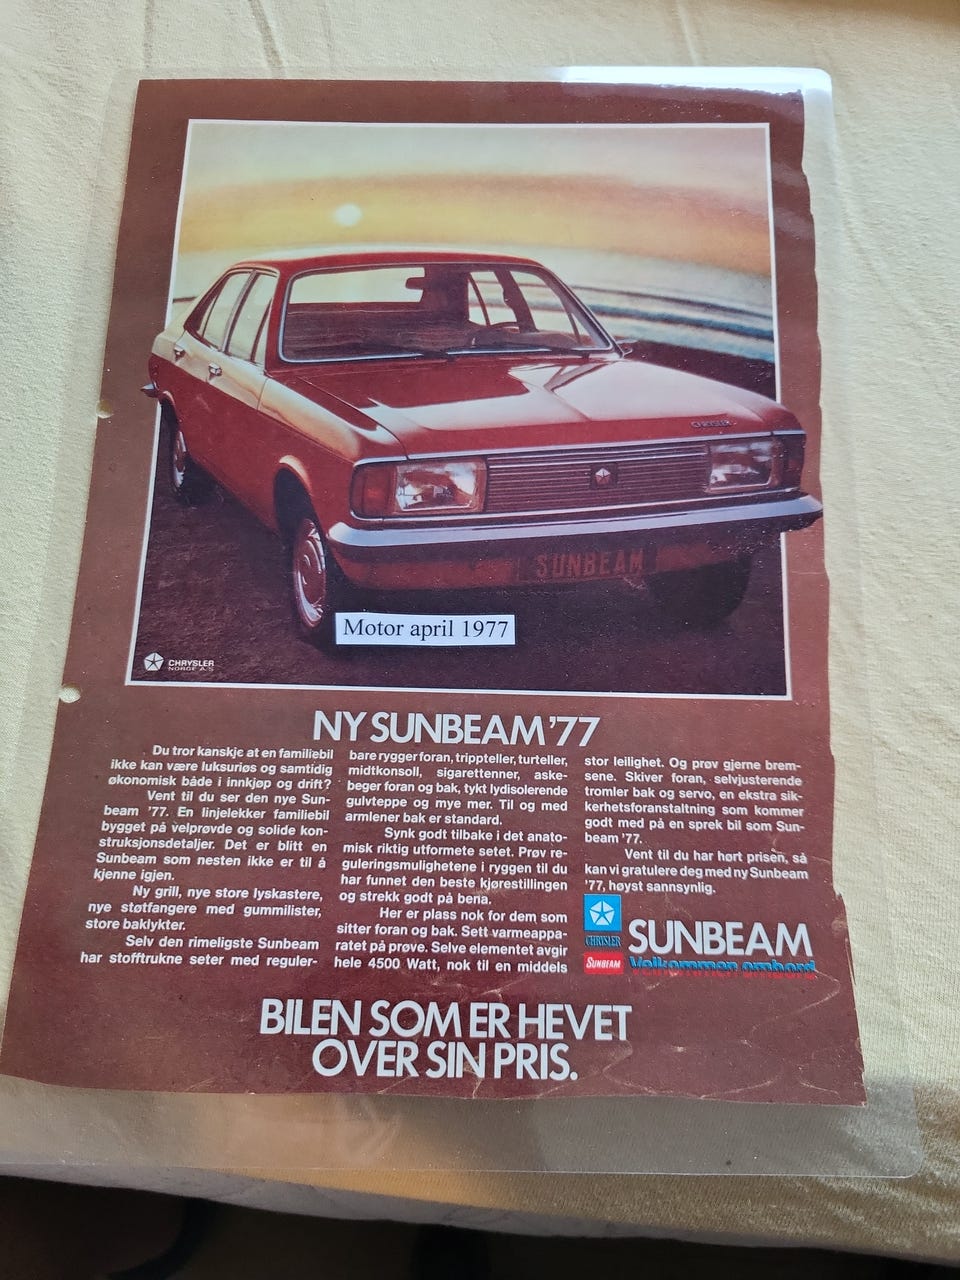 CHRYSLER
SUNBEAM
Motor april 1977
CHRYSLER
NORGE A.S
NY SUNBEAM '77
Du tror kanskje at en familiebil
ikke kan være luksuriøs og samtidig
økonomisk både i innkjøp og drift?
Vent til du ser den nye Sun-
beam '77. En linjelekker familiebil
bygget på velprøvde og solide kon-
struksjonsdetaljer. Det er blitt en
Sunbeam som nesten ikke er til å
kjenne igjen.
Ny grill, nye store lyskastere,
nye støtfangere med gummilister,
store baklykter.
Selv den rimeligste Sunbeam
har stofftrukne seter med reguler-
bare rygger foran, trippteller, turteller,
midtkonsoll, sigarettenner, aske-
beger foran og bak, tykt lydisolerende
gulvteppe og mye mer. Til og med
armlener bak er standard.
Synk godt tilbake i det anato-
misk riktig utformete setet. Prøv re-
guleringsmulighetene i ryggen til du
har funnet den beste kjørestillingen
og strekk godt på bena.
Her er plass nok for dem som
sitter foran og bak. Sett varmeappa-
ratet på prøve. Selve elementet avgir
hele 4500 Watt, nok til en middels
stor leilighet. Og prøv gjerne brem-
sene. Skiver foran, selvjusterende
tromler bak og servo, en ekstra sik-
kerhetsforanstaltning som kommer
godt med på en sprek bil som Sun-
beam '77.
Vent til du har hørt prisen, så
kan vi gratulere deg med ny Sunbeam
'77, høyst sannsynlig.
CHRYSLER
SUNBEAM
SUNBEAM
Velkommen ombord
BILEN SOM ER HEVET
OVER SIN PRIS.